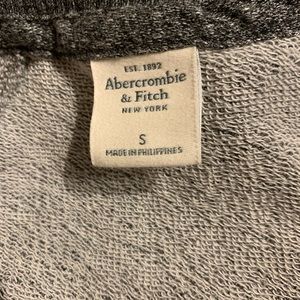 EST. 1892
Abercrombie
& Fitch
NEW YORK
S
MADE IN PHILIPPINES